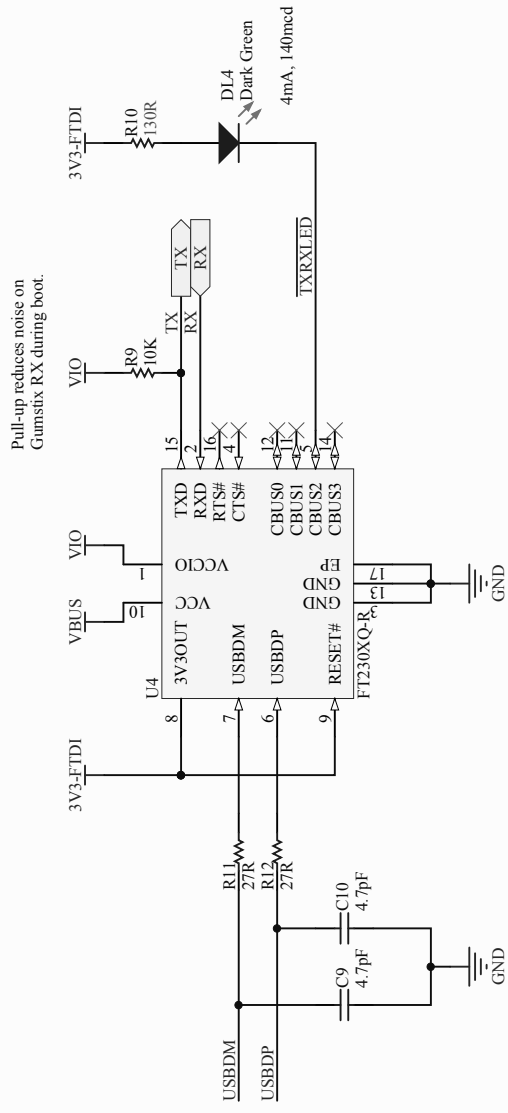 Pull-up reduces noise on
Gumstix RX during boot.
3V3-FTDI
VBUS
VIO
VIO
3V3-FTDI
R9
10K
R10
130R
DL4
Dark Green
4mA, 140mcd
U4
8
3V3OUT
7
USBDM
6
USBDP
9
RESET#
10
VCC
1
VCCIO
TXD
15
RXD
2
RTS#
16
CTS#
4
CBUS0
12
CBUS1
11
CBUS2
5
CBUS3
14
GND
3
GND
13
EP
17
FT230XQ-R
TX
TX
RX
RX
TXRXLED
USBDM
USBDP
R11
27R
R12
27R
C9
4.7pF
C10
4.7pF
GND
GND